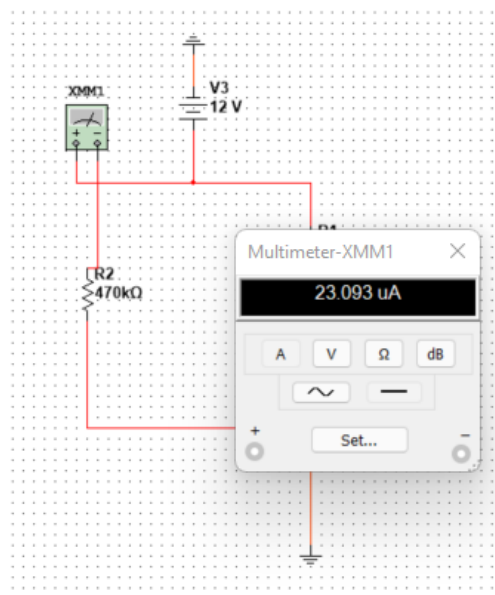 XMM1
V3
12 V
R2
470kΩ
Multimeter-XMM1
23.093 uA
A
V
Ω
dB
+
−
Set...